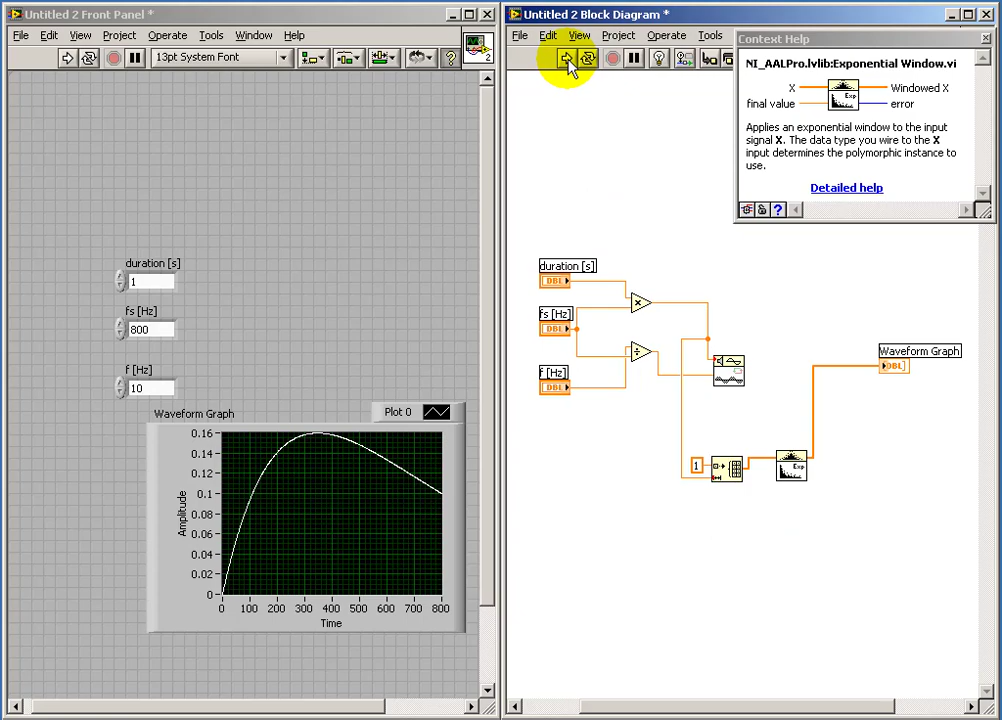 Untitled 2 Front Panel *
File Edit View Project Operate Tools Window Help
13pt System Font
2
duration [s]
1
fs [Hz]
800
f [Hz]
10
Waveform Graph
Plot 0
0.16
0.14
0.12
0.1
0.08
0.06
0.04
0.02
0
Amplitude
0 100 200 300 400 500 600 700 800
Time
Untitled 2 Block Diagram *
File Edit View Project Operate Tools
Context Help
NI_AALPro.lvlib:Exponential Window.vi
X
final value
Exp
Windowed X
error
Applies an exponential window to the input
signal X. The data type you wire to the X
input determines the polymorphic instance to
use.
Detailed help
duration [s]
DBL
fs [Hz]
DBL
f [Hz]
DBL
Waveform Graph
DBL
1
Exp